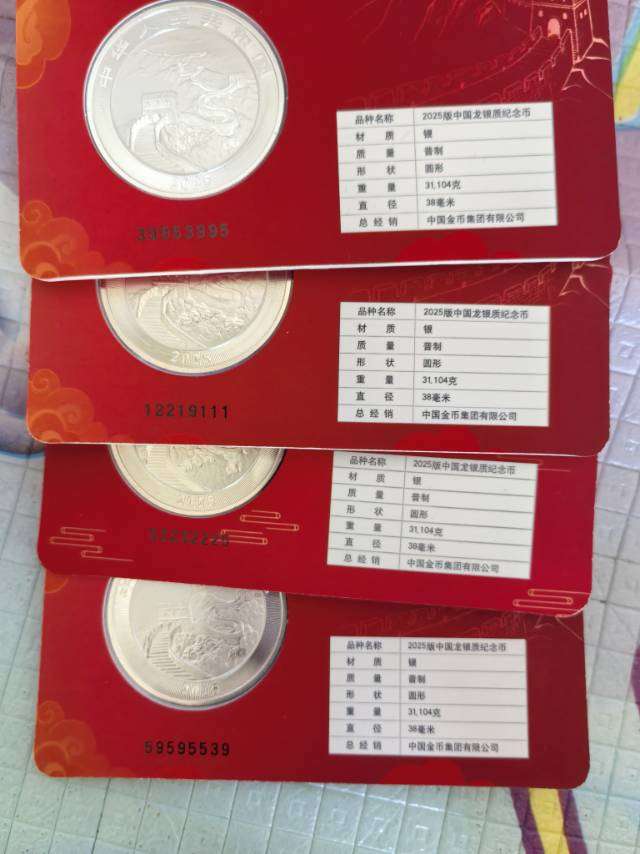 中华人民共和国
2025
39953995
品种名称 2025版中国龙银质纪念币
材 质 银
质 量 普制
形 状 圆形
重 量 31.104克
直 径 38毫米
总经销 中国金币集团有限公司
2025
12219111
品种名称 2025版中国龙银质纪念币
材 质 银
质 量 普制
形 状 圆形
重 量 31.104克
直 径 38毫米
总经销 中国金币集团有限公司
2025
品种名称 2025版中国龙银质纪念币
材 质 银
质 量 普制
形 状 圆形
重 量 31.104克
直 径 38毫米
总经销 中国金币集团有限公司
2025
59595539
品种名称 2025版中国龙银质纪念币
材 质 银
质 量 普制
形 状 圆形
重 量 31.104克
直 径 38毫米
总经销 中国金币集团有限公司